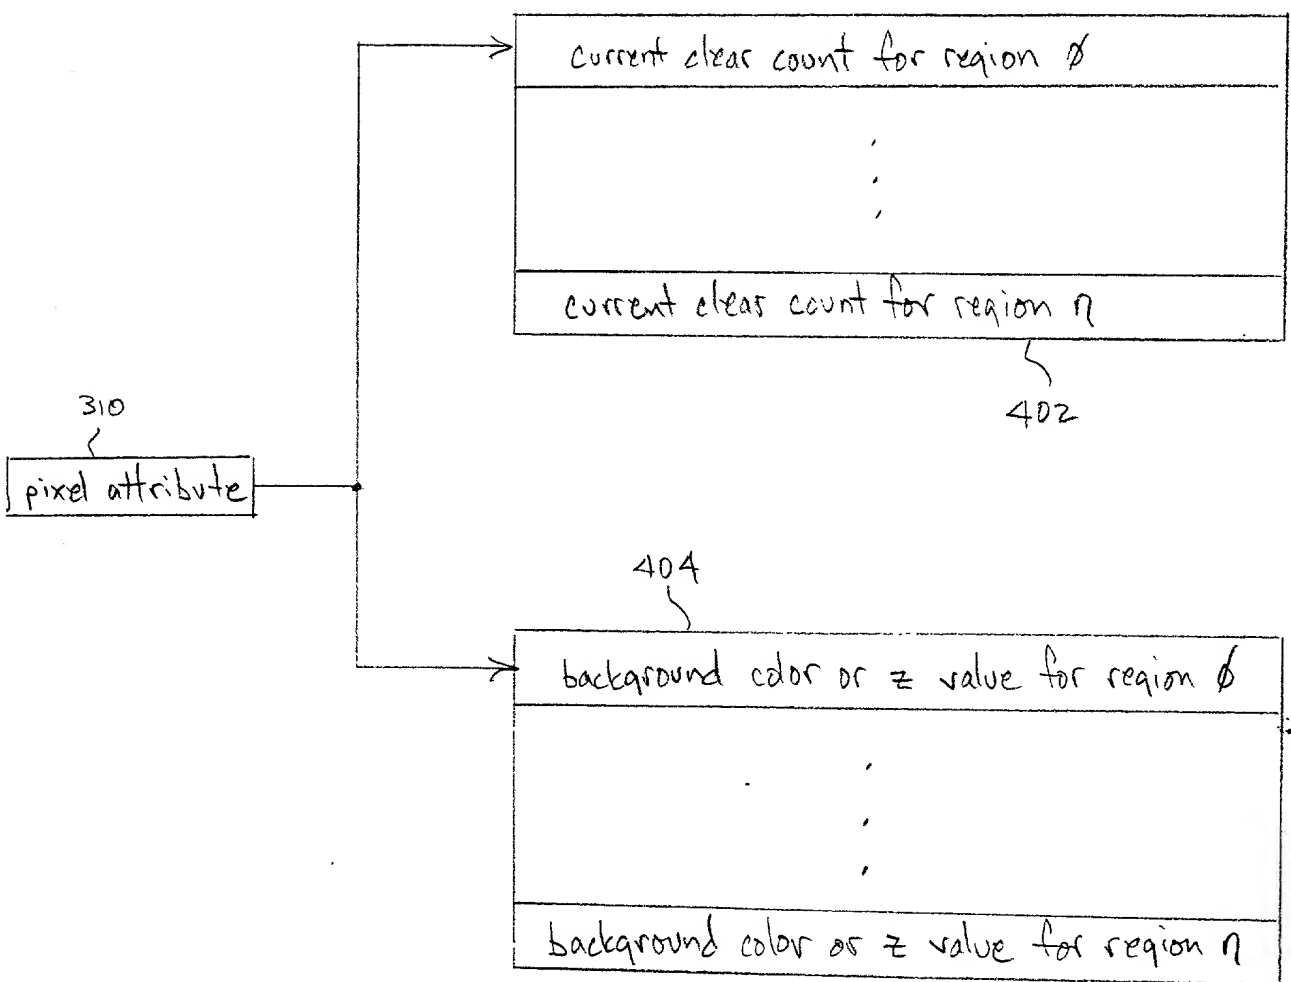 current clear count for region ø
current clear count for region n
402
310
pixel attribute
404
background color or z value for region ø
background color or z value for region n